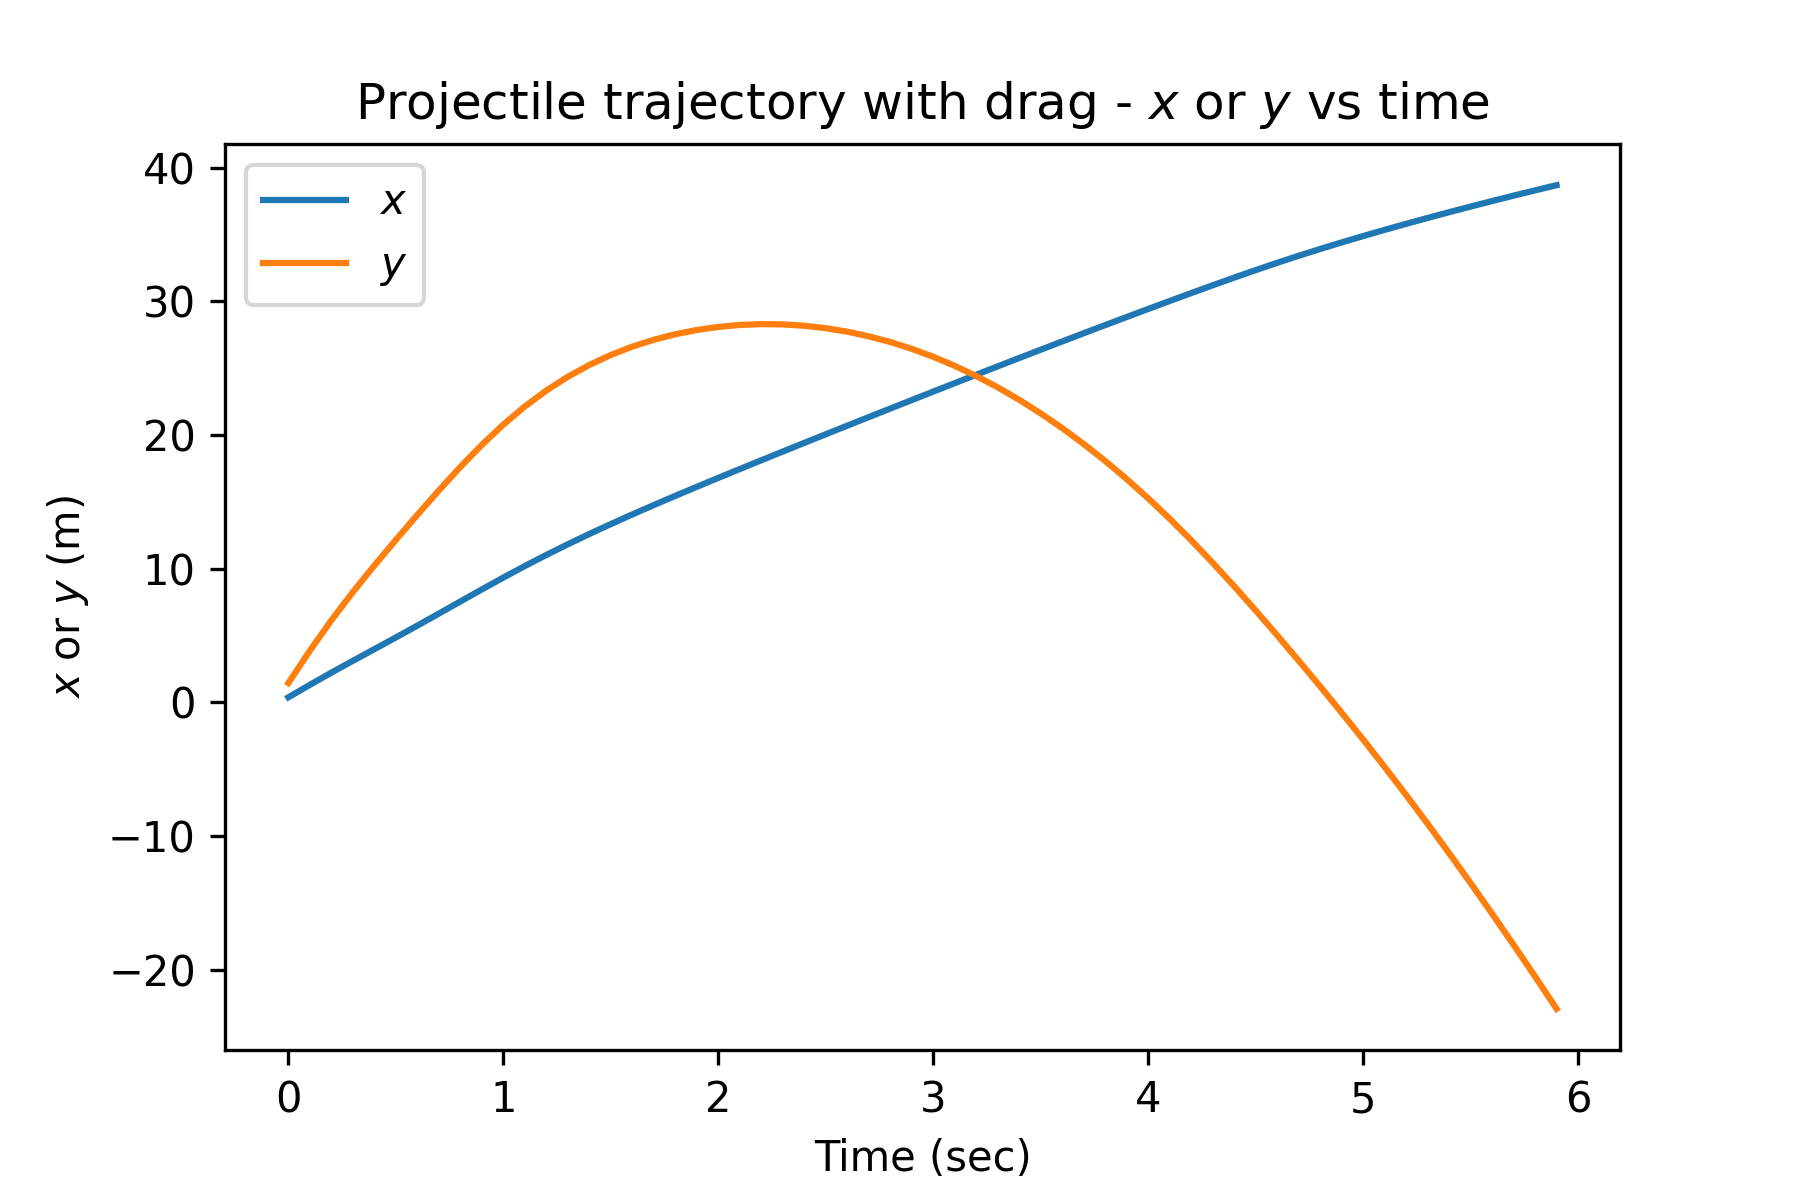 Projectile trajectory with drag - x or y vs time
40
30
20
10
0
−10
−20
x or y (m)
x
y
0 1 2 3 4 5 6
Time (sec)